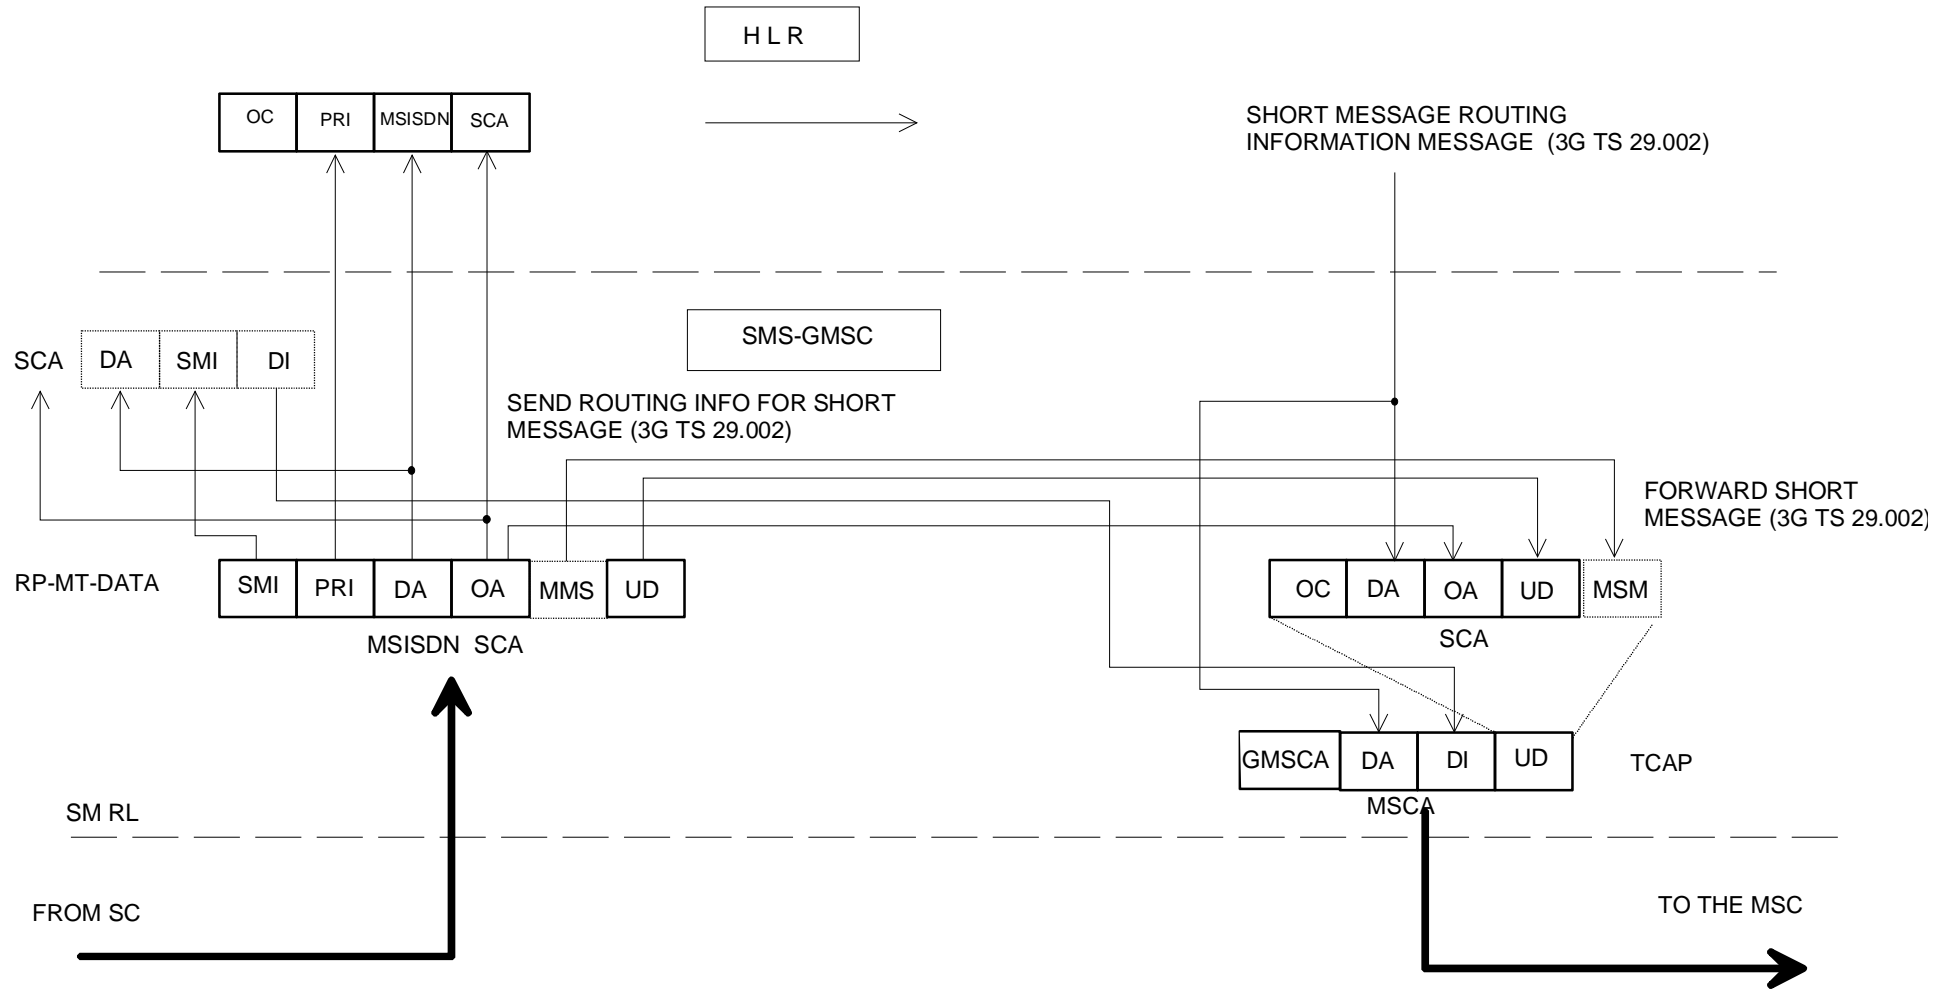 H L R
OC PRI MSISDN SCA
SHORT MESSAGE ROUTING
INFORMATION MESSAGE (3G TS 29.002)
SMS-GMSC
SCA DA SMI DI
SEND ROUTING INFO FOR SHORT
MESSAGE (3G TS 29.002)
FORWARD SHORT
MESSAGE (3G TS 29.002)
RP-MT-DATA SMI PRI DA OA MMS UD
OC DA OA UD MSM
MSISDN SCA
SCA
GMSCA DA DI UD TCAP
MSCA
SM RL
FROM SC
TO THE MSC